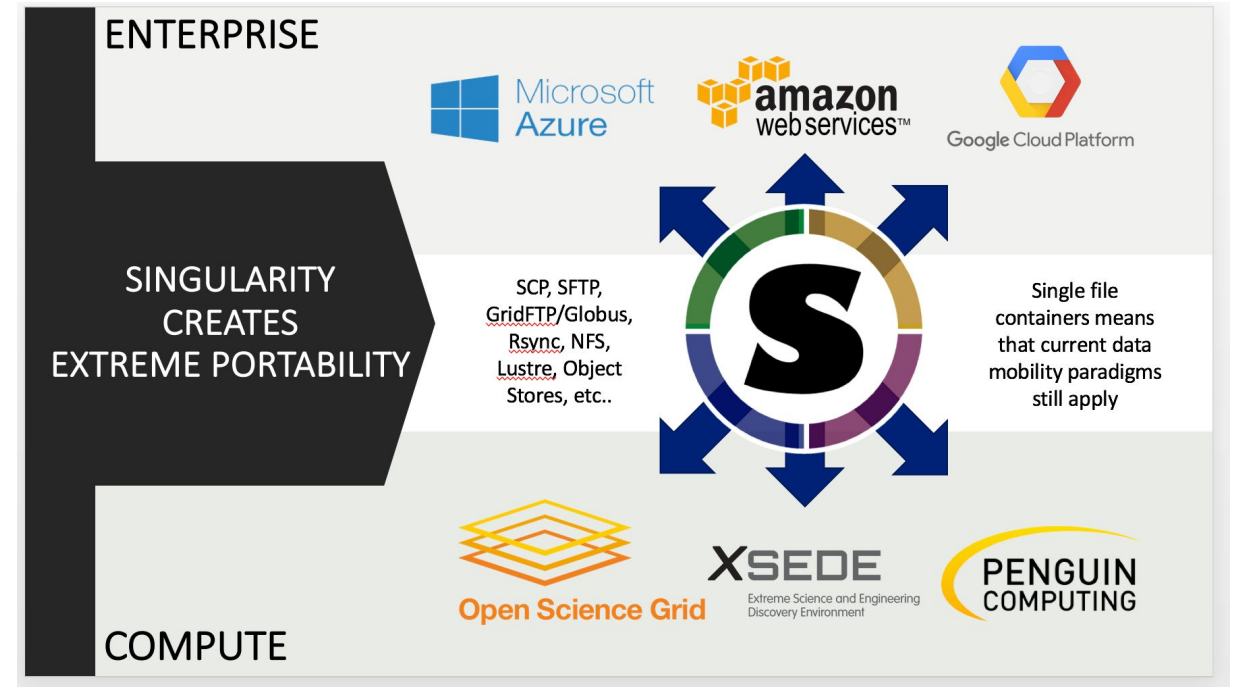 ENTERPRISE
Microsoft
Azure
amazon
web services™
Google Cloud Platform
SINGULARITY
CREATES
EXTREME PORTABILITY
SCP, SFTP,
GridFTP/Globus,
Rsync, NFS,
Lustre, Object
Stores, etc..
S
Single file
containers means
that current data
mobility paradigms
still apply
Open Science Grid
XSEDE
Extreme Science and Engineering
Discovery Environment
PENGUIN
COMPUTING
COMPUTE